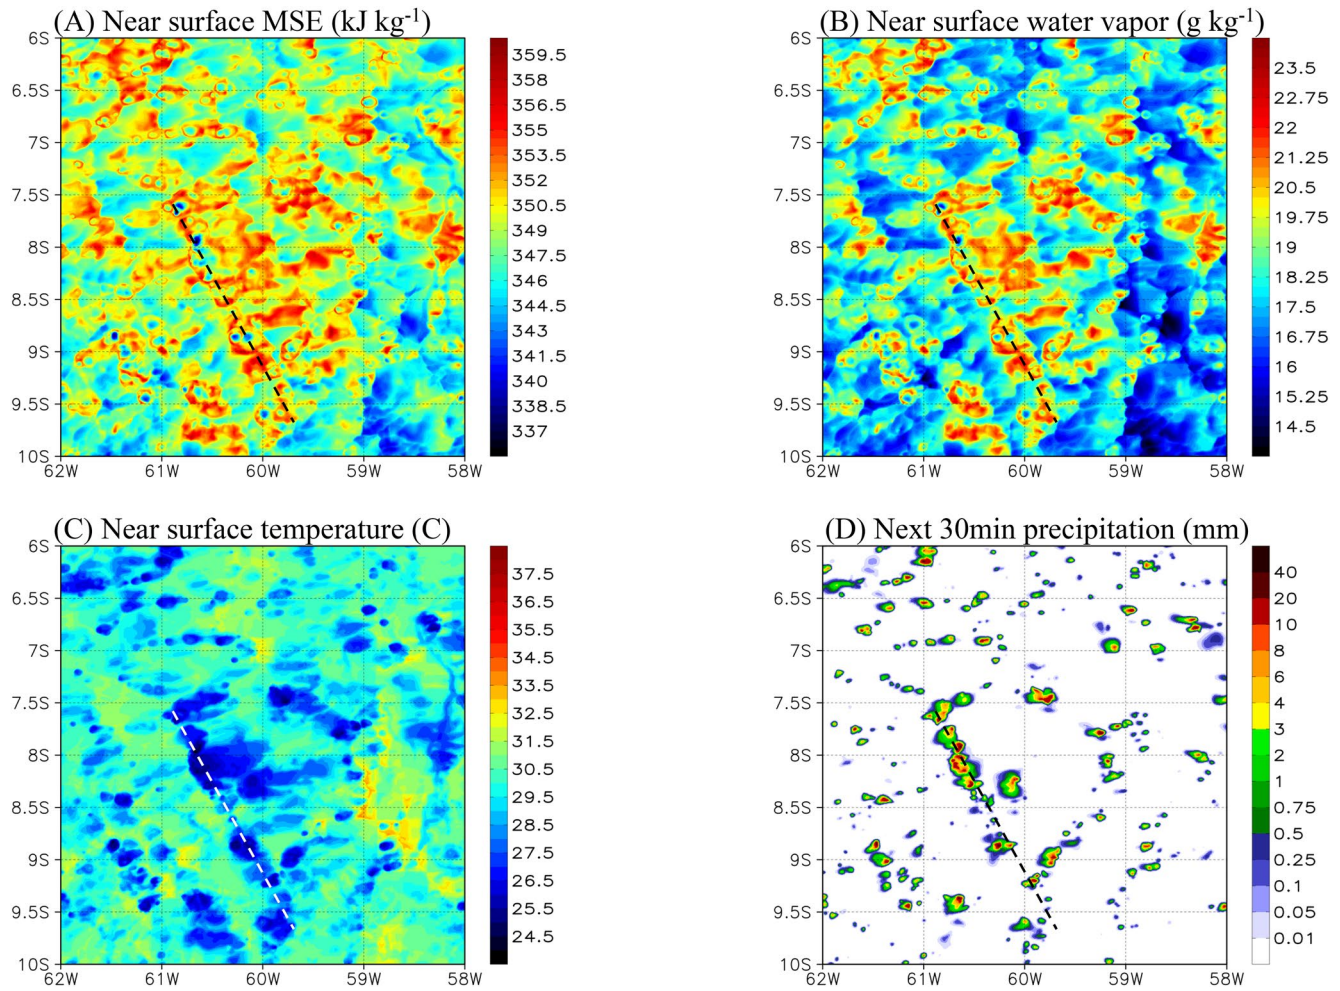 (A) Near surface MSE (kJ kg⁻¹)
6S
6.5S
7S
7.5S
8S
8.5S
9S
9.5S
10S
62W 61W 60W 59W 58W
359.5
358
356.5
355
353.5
352
350.5
349
347.5
346
344.5
343
341.5
340
338.5
337
(B) Near surface water vapor (g kg⁻¹)
6S
6.5S
7S
7.5S
8S
8.5S
9S
9.5S
10S
62W 61W 60W 59W 58W
23.5
22.75
22
21.25
20.5
19.75
19
18.25
17.5
16.75
16
15.25
14.5
(C) Near surface temperature (C)
6S
6.5S
7S
7.5S
8S
8.5S
9S
9.5S
10S
62W 61W 60W 59W 58W
37.5
36.5
35.5
34.5
33.5
32.5
31.5
30.5
29.5
28.5
27.5
26.5
25.5
24.5
(D) Next 30min precipitation (mm)
6S
6.5S
7S
7.5S
8S
8.5S
9S
9.5S
10S
62W 61W 60W 59W 58W
40
20
10
8
6
4
3
2
1
0.75
0.5
0.25
0.1
0.05
0.01